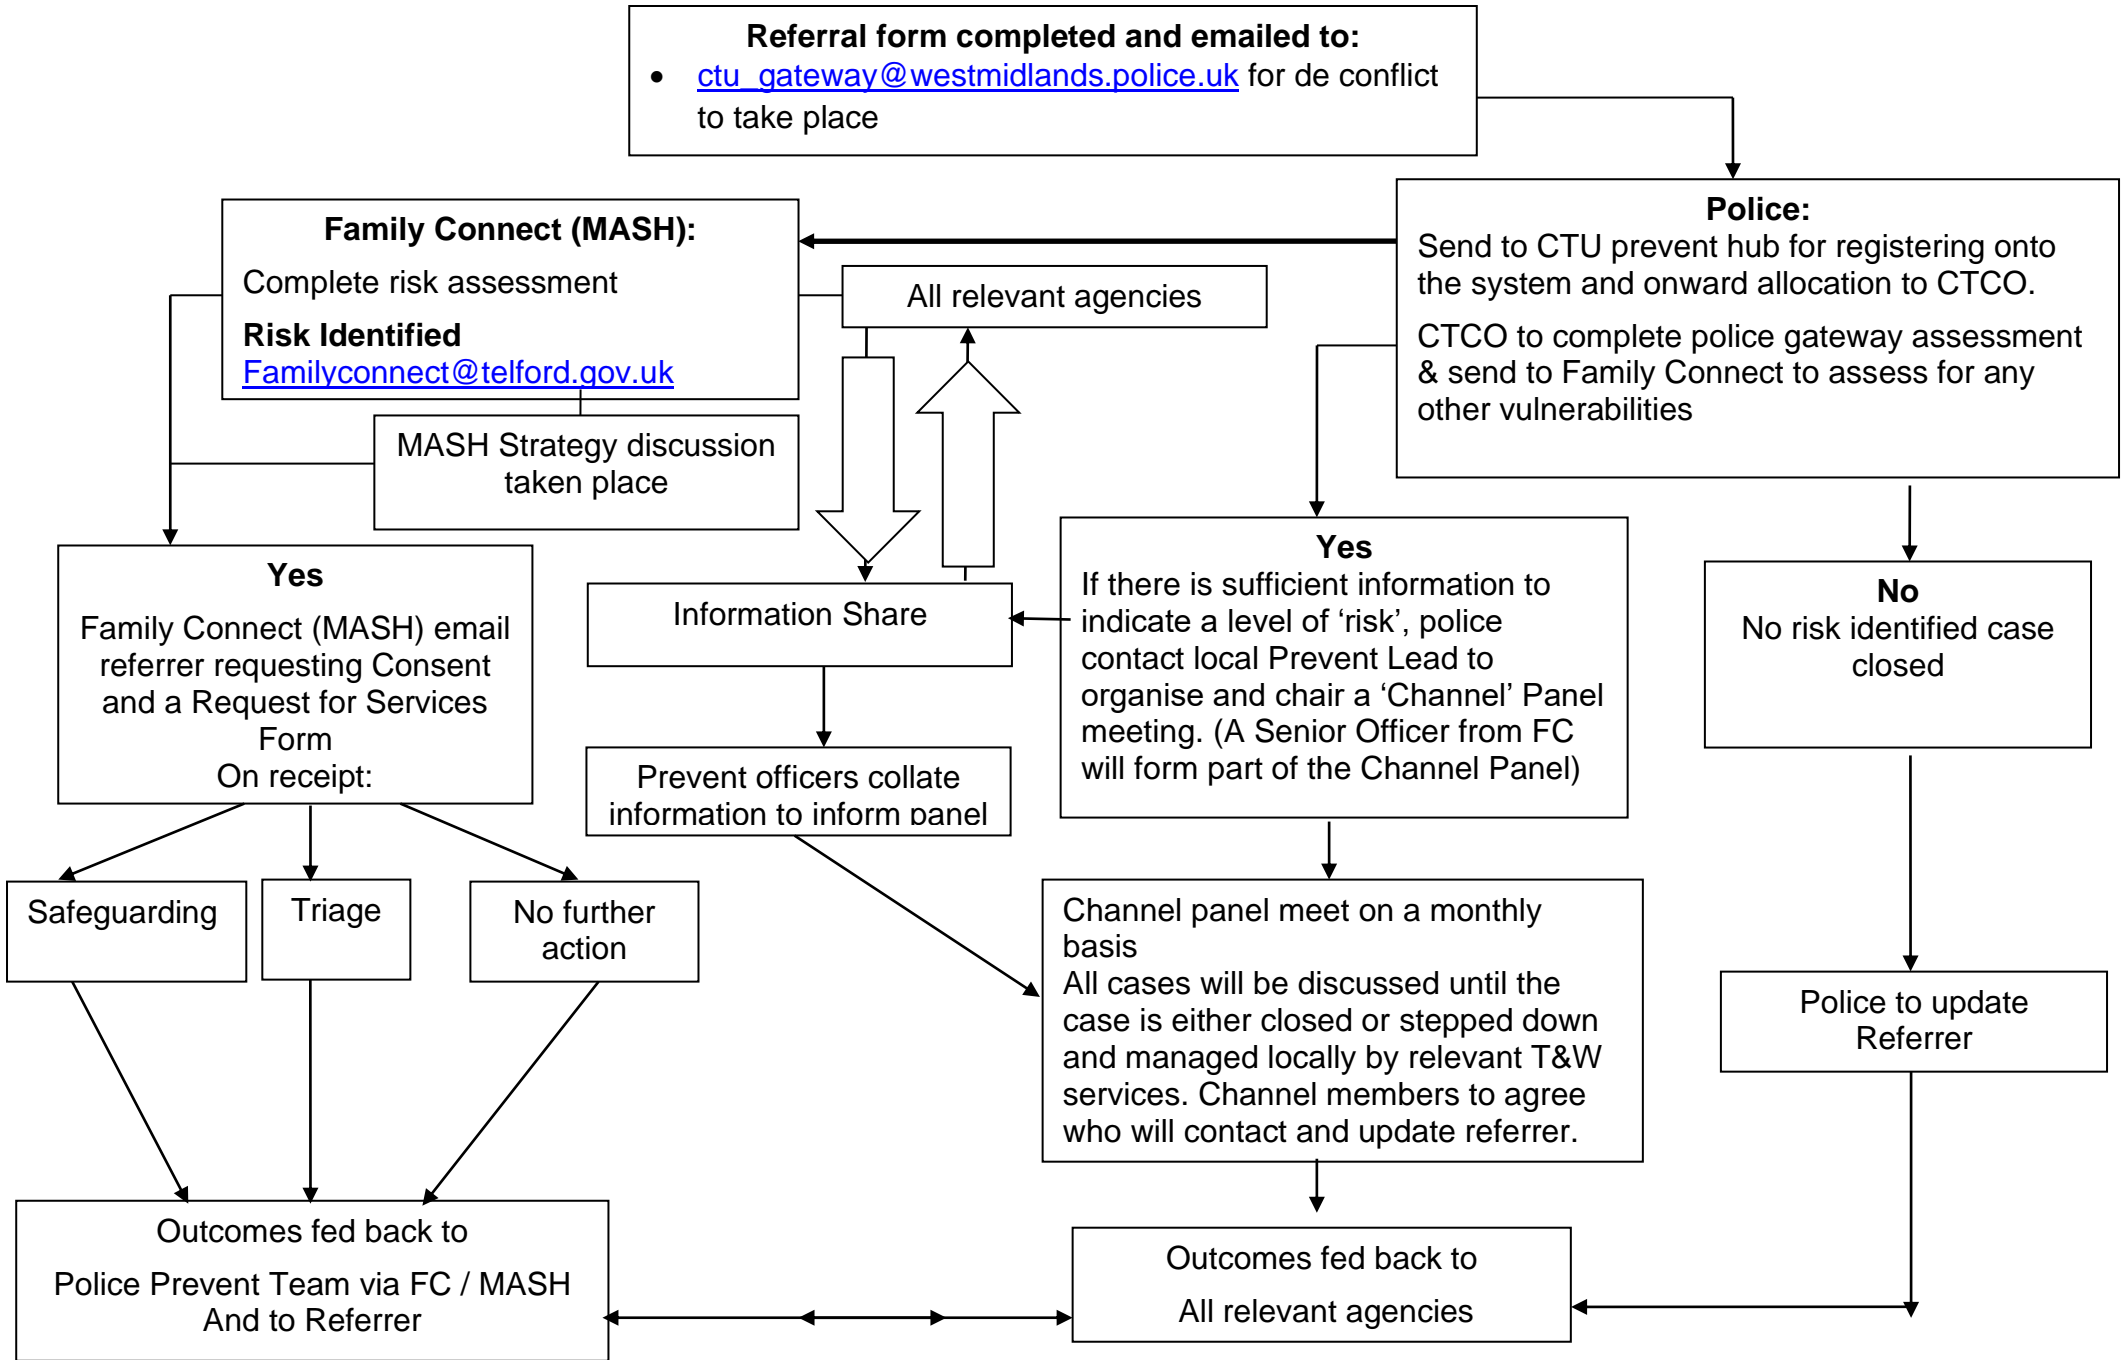 Referral form completed and emailed to:
• ctu_gateway@westmidlands.police.uk for de conflict
to take place
Family Connect (MASH):
Complete risk assessment
Risk Identified
Familyconnect@telford.gov.uk
All relevant agencies
Police:
Send to CTU prevent hub for registering onto
the system and onward allocation to CTCO.
CTCO to complete police gateway assessment
& send to Family Connect to assess for any
other vulnerabilities
MASH Strategy discussion
taken place
Yes
Family Connect (MASH) email
referrer requesting Consent
and a Request for Services
Form
On receipt:
Information Share
Yes
If there is sufficient information to
indicate a level of ‘risk’, police
contact local Prevent Lead to
organise and chair a ‘Channel’ Panel
meeting. (A Senior Officer from FC
will form part of the Channel Panel)
No
No risk identified case
closed
Prevent officers collate
information to inform panel
Safeguarding
Triage
No further
action
Channel panel meet on a monthly
basis
All cases will be discussed until the
case is either closed or stepped down
and managed locally by relevant T&W
services. Channel members to agree
who will contact and update referrer.
Police to update
Referrer
Outcomes fed back to
Police Prevent Team via FC / MASH
And to Referrer
Outcomes fed back to
All relevant agencies